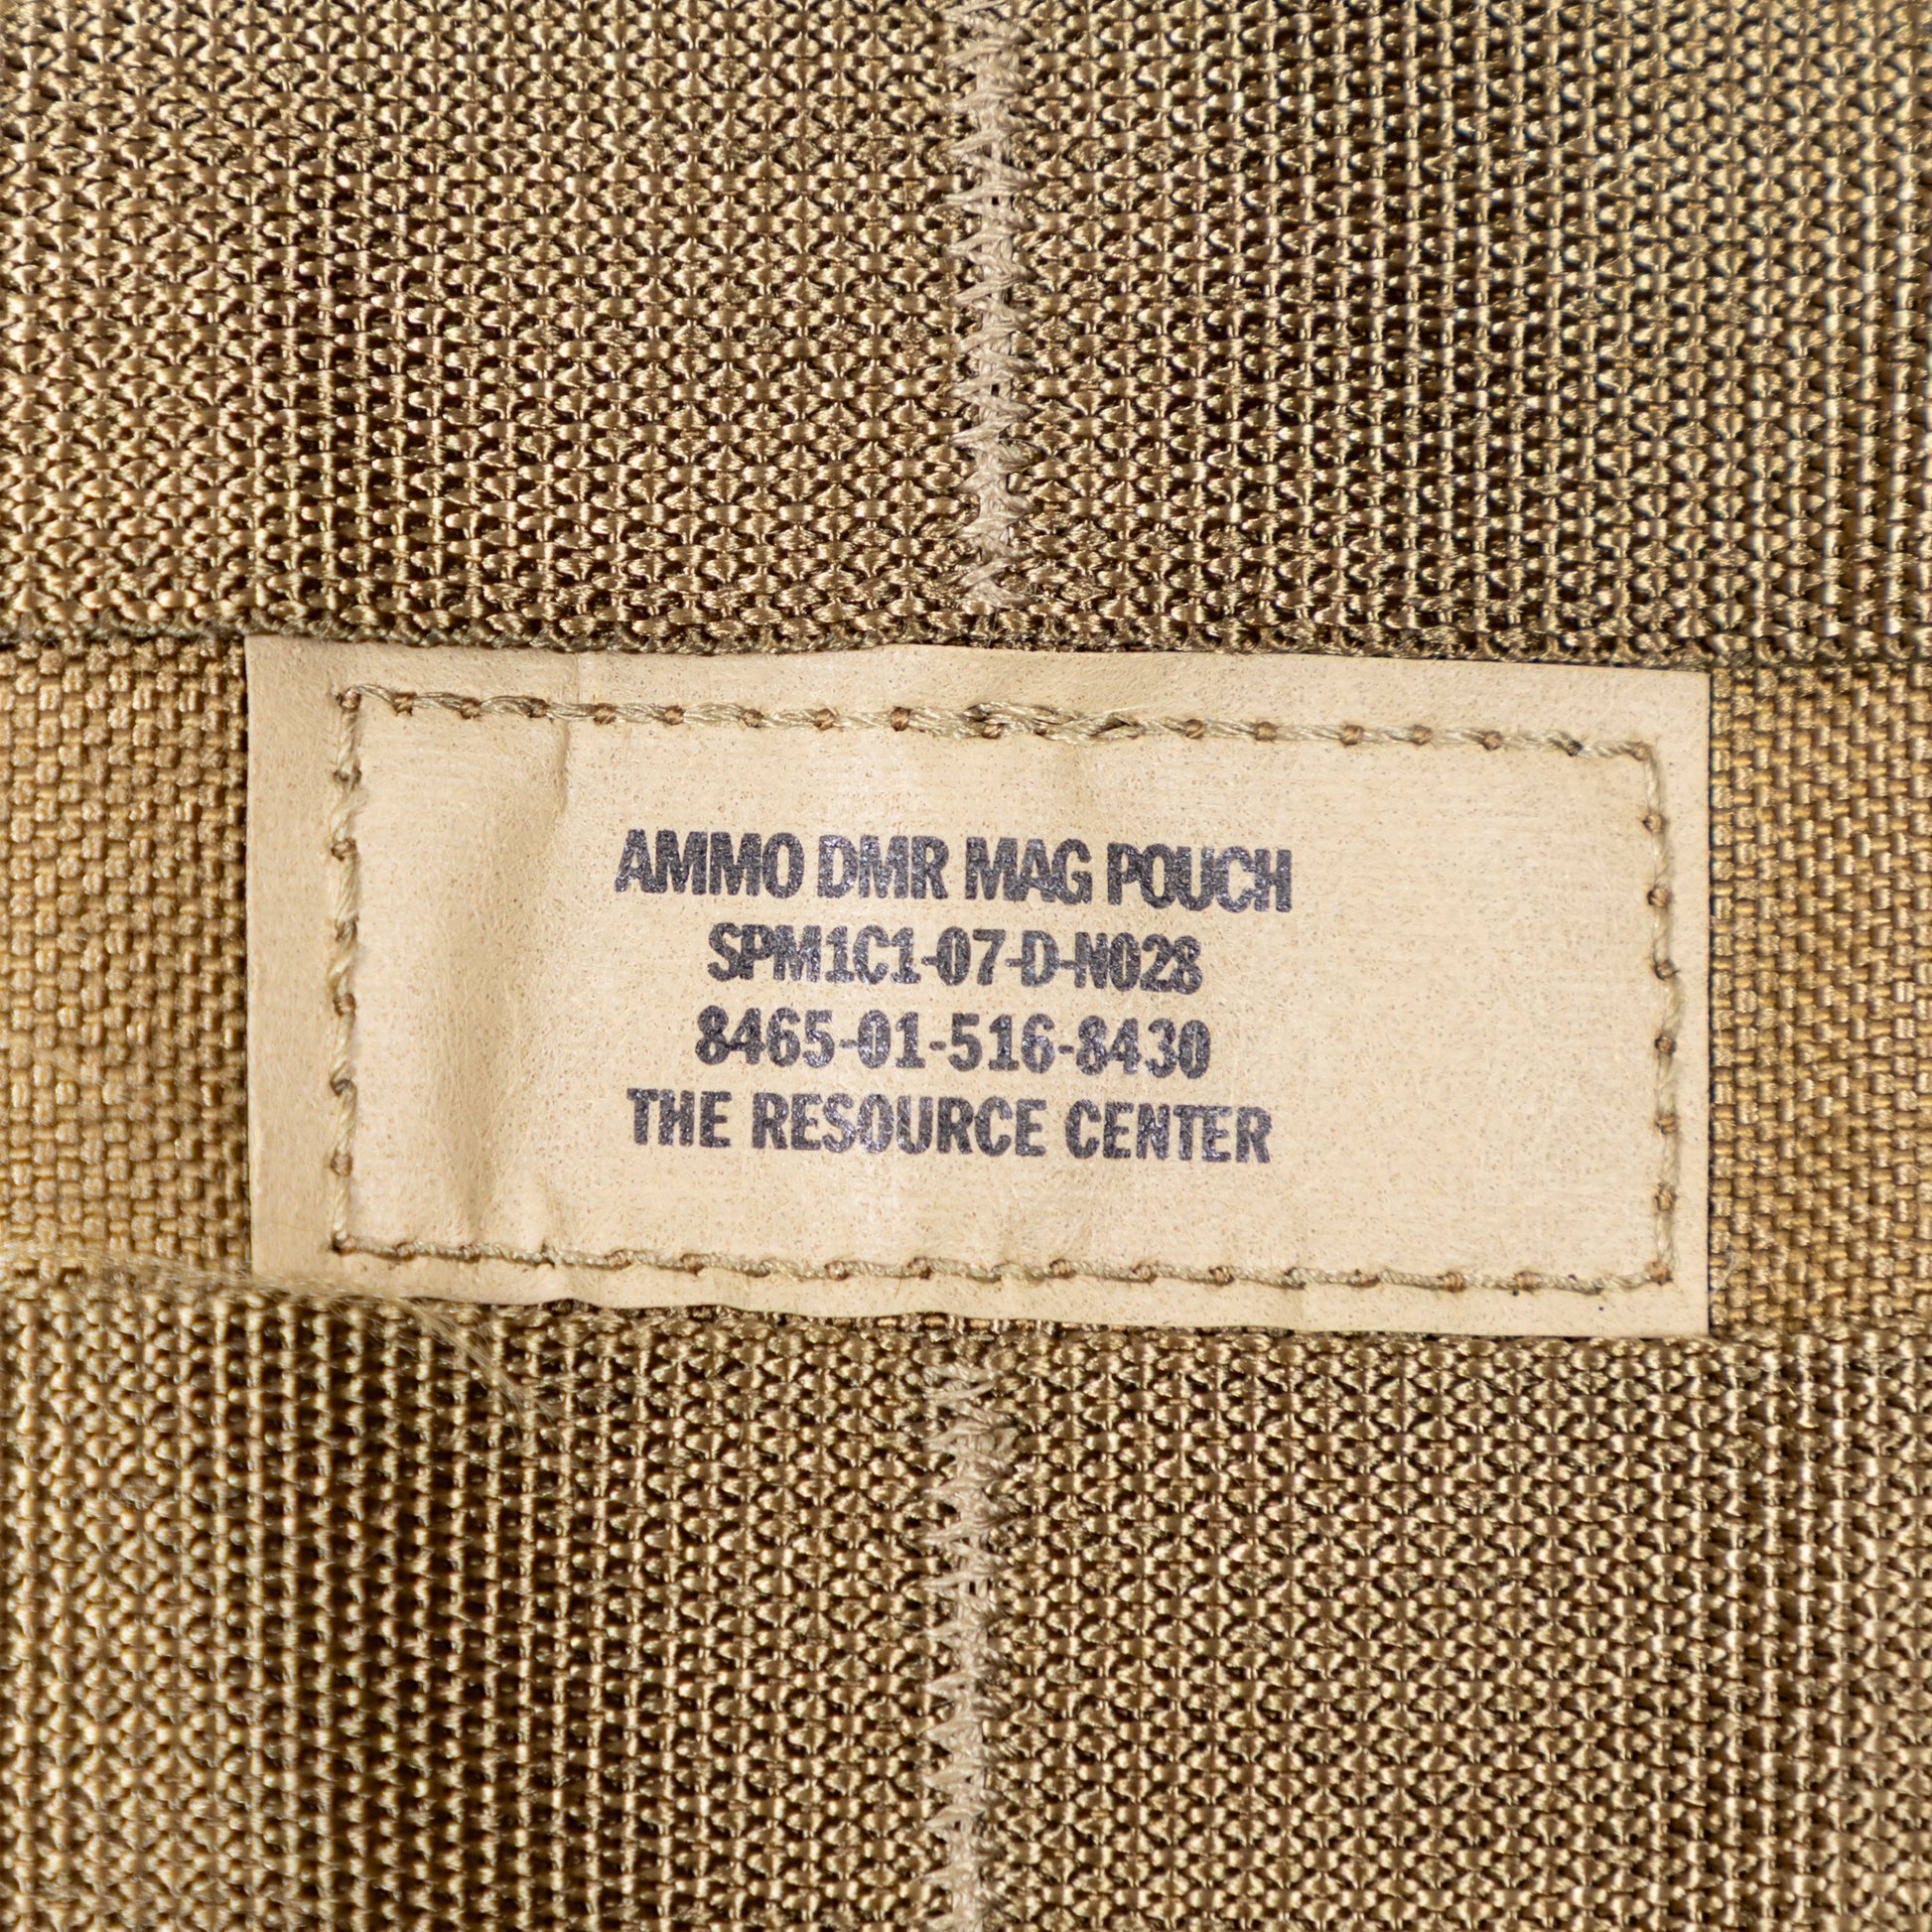 AMMO DMR MAG POUCH
SPM1C1-07-D-N028
8465-01-516-8430
THE RESOURCE CENTER